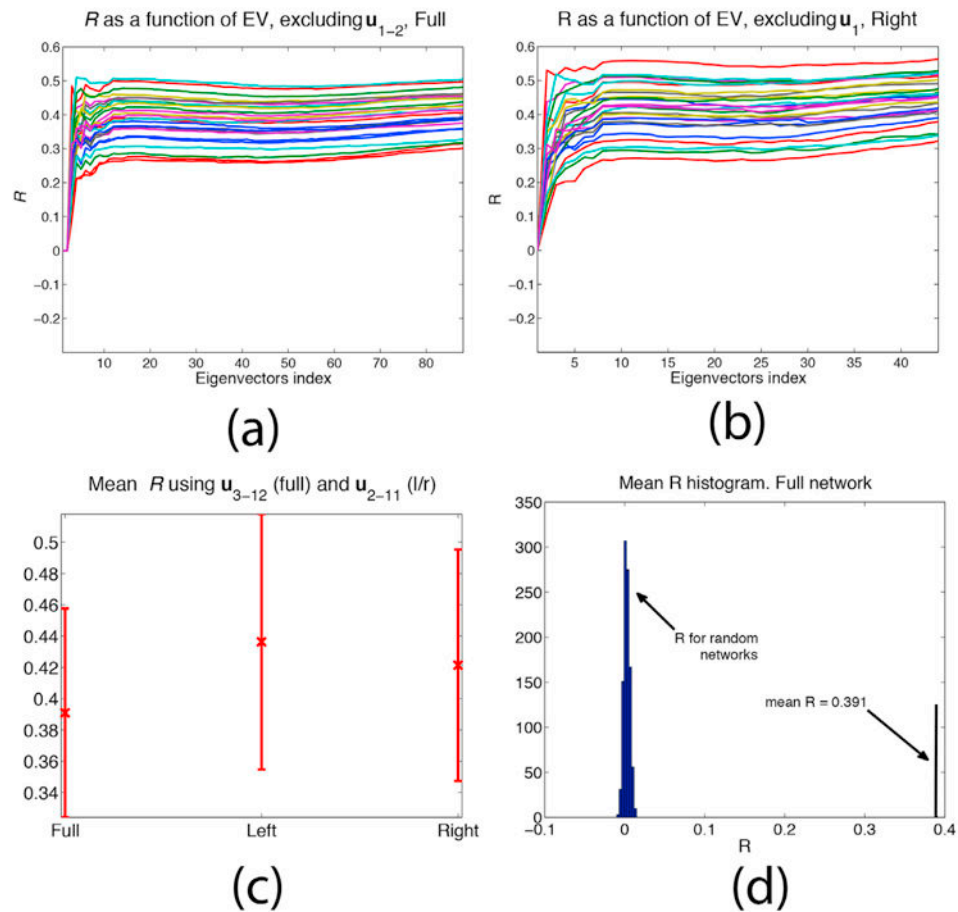 R as a function of EV, excluding u1−2, Full
0.6
0.5
0.4
0.3
0.2
0.1
0
−0.1
−0.2
R
10 20 30 40 50 60 70 80
Eigenvectors index
(a)
R as a function of EV, excluding u1, Right
0.6
0.5
0.4
0.3
0.2
0.1
0
−0.1
−0.2
R
5 10 15 20 25 30 35 40
Eigenvectors index
(b)
Mean R using u3−12 (full) and u2−11 (l/r)
0.5
0.48
0.46
0.44
0.42
0.4
0.38
0.36
0.34
Full Left Right
(c)
Mean R histogram. Full network
350
300
250
200
150
100
50
0
R for random
networks
mean R = 0.391
−0.1 0 0.1 0.2 0.3 0.4
R
(d)